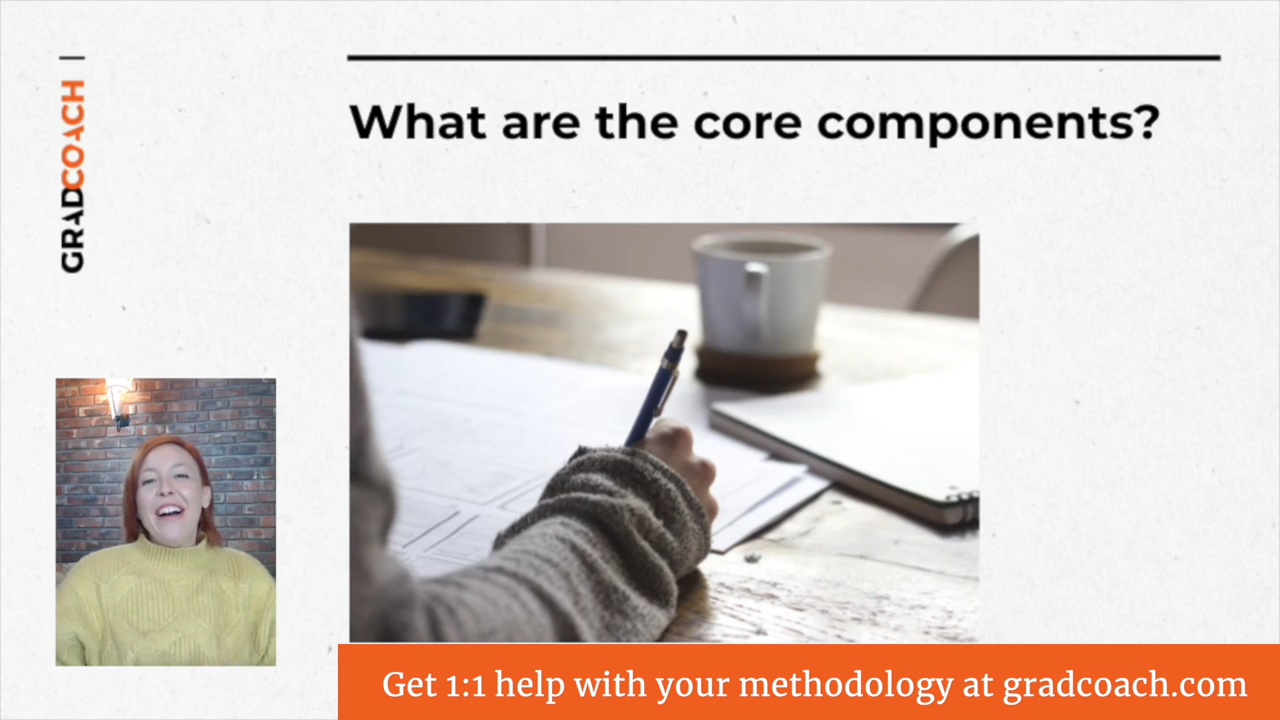 GRADCOACH
What are the core components?
Get 1:1 help with your methodology at gradcoach.com